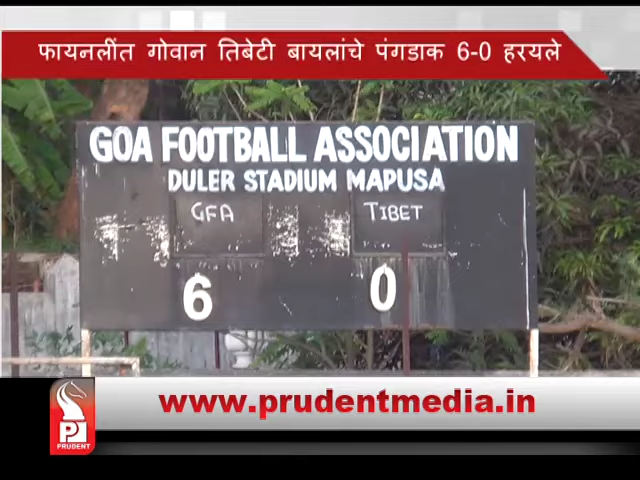 फायनलींत गोवान तिबेटी बायलांचे पंगडाक 6-0 हरयले
GOA FOOTBALL ASSOCIATION
DULER STADIUM MAPUSA
GFA TIBET
6 0
www.prudentmedia.in
PRUDENT